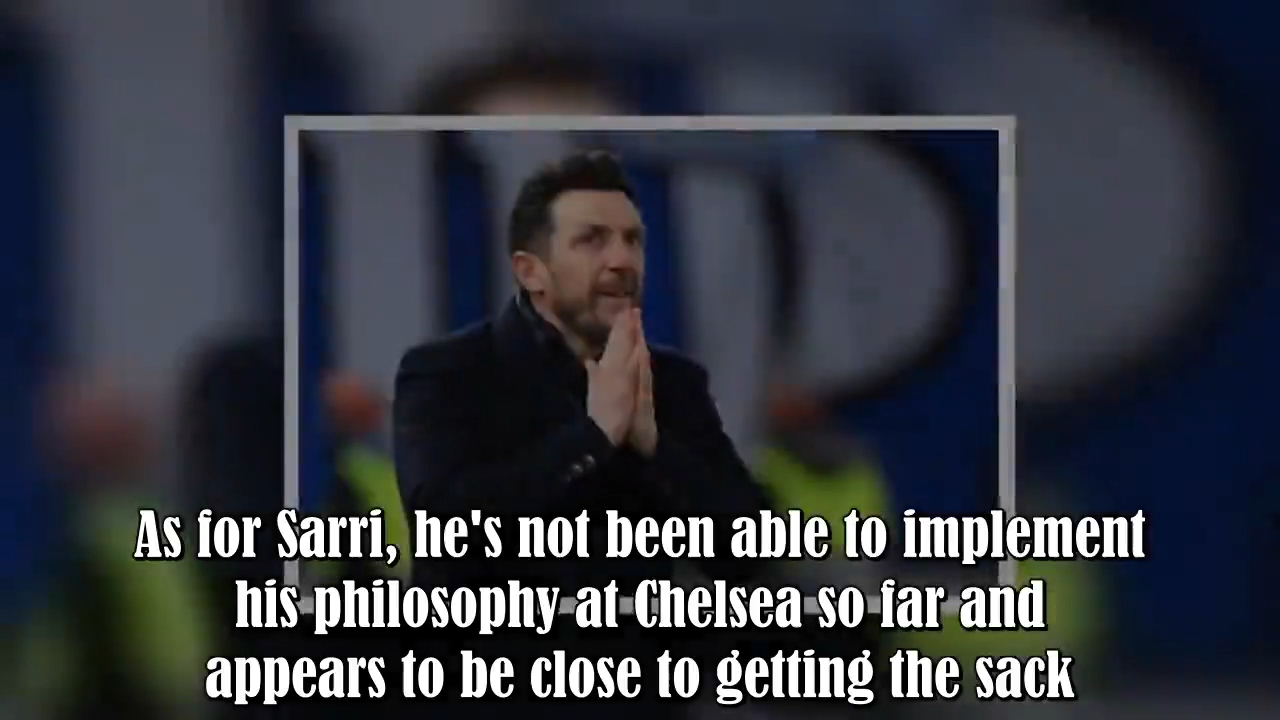 As for Sarri, he's not been able to implement
his philosophy at Chelsea so far and
appears to be close to getting the sack